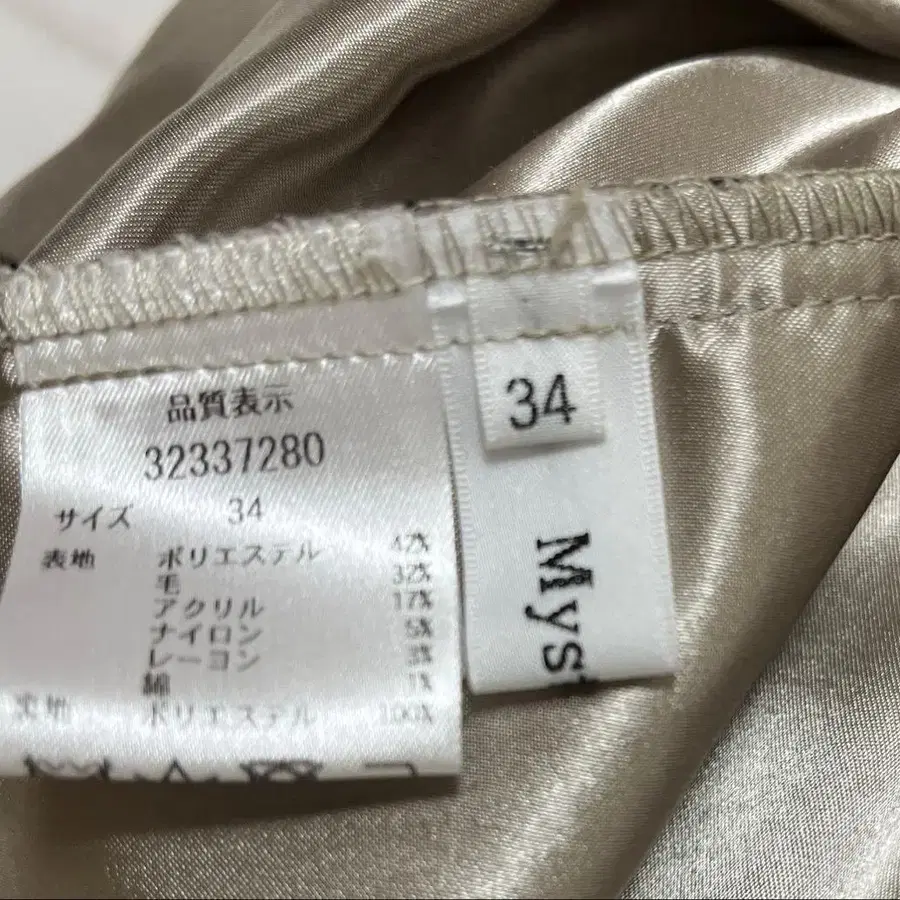 品質表示
32337280
サイズ 34
表地 ポリエステル 42%
毛 32%
アクリル 17%
ナイロン 5%
レーヨン 3%
綿 1%
裏地 ポリエステル 100%
34
Myst